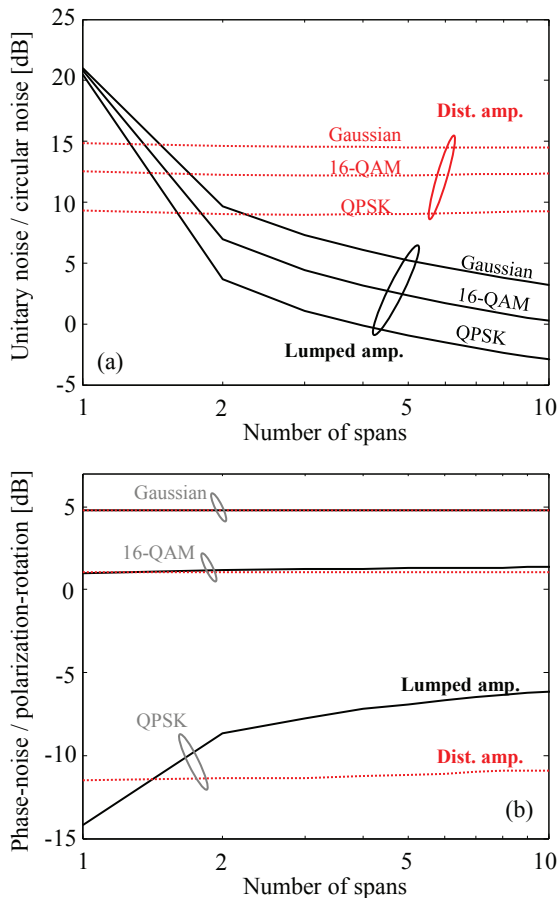 Unitary noise / circular noise [dB]
25
20
15
10
5
0
-5
Dist. amp.
Gaussian
16-QAM
QPSK
Gaussian
16-QAM
QPSK
Lumped amp.
(a)
1
2
5
10
Number of spans
Phase-noise / polarization-rotation [dB]
5
0
-5
-10
-15
Gaussian
16-QAM
Lumped amp.
QPSK
Dist. amp.
(b)
1
2
5
10
Number of spans